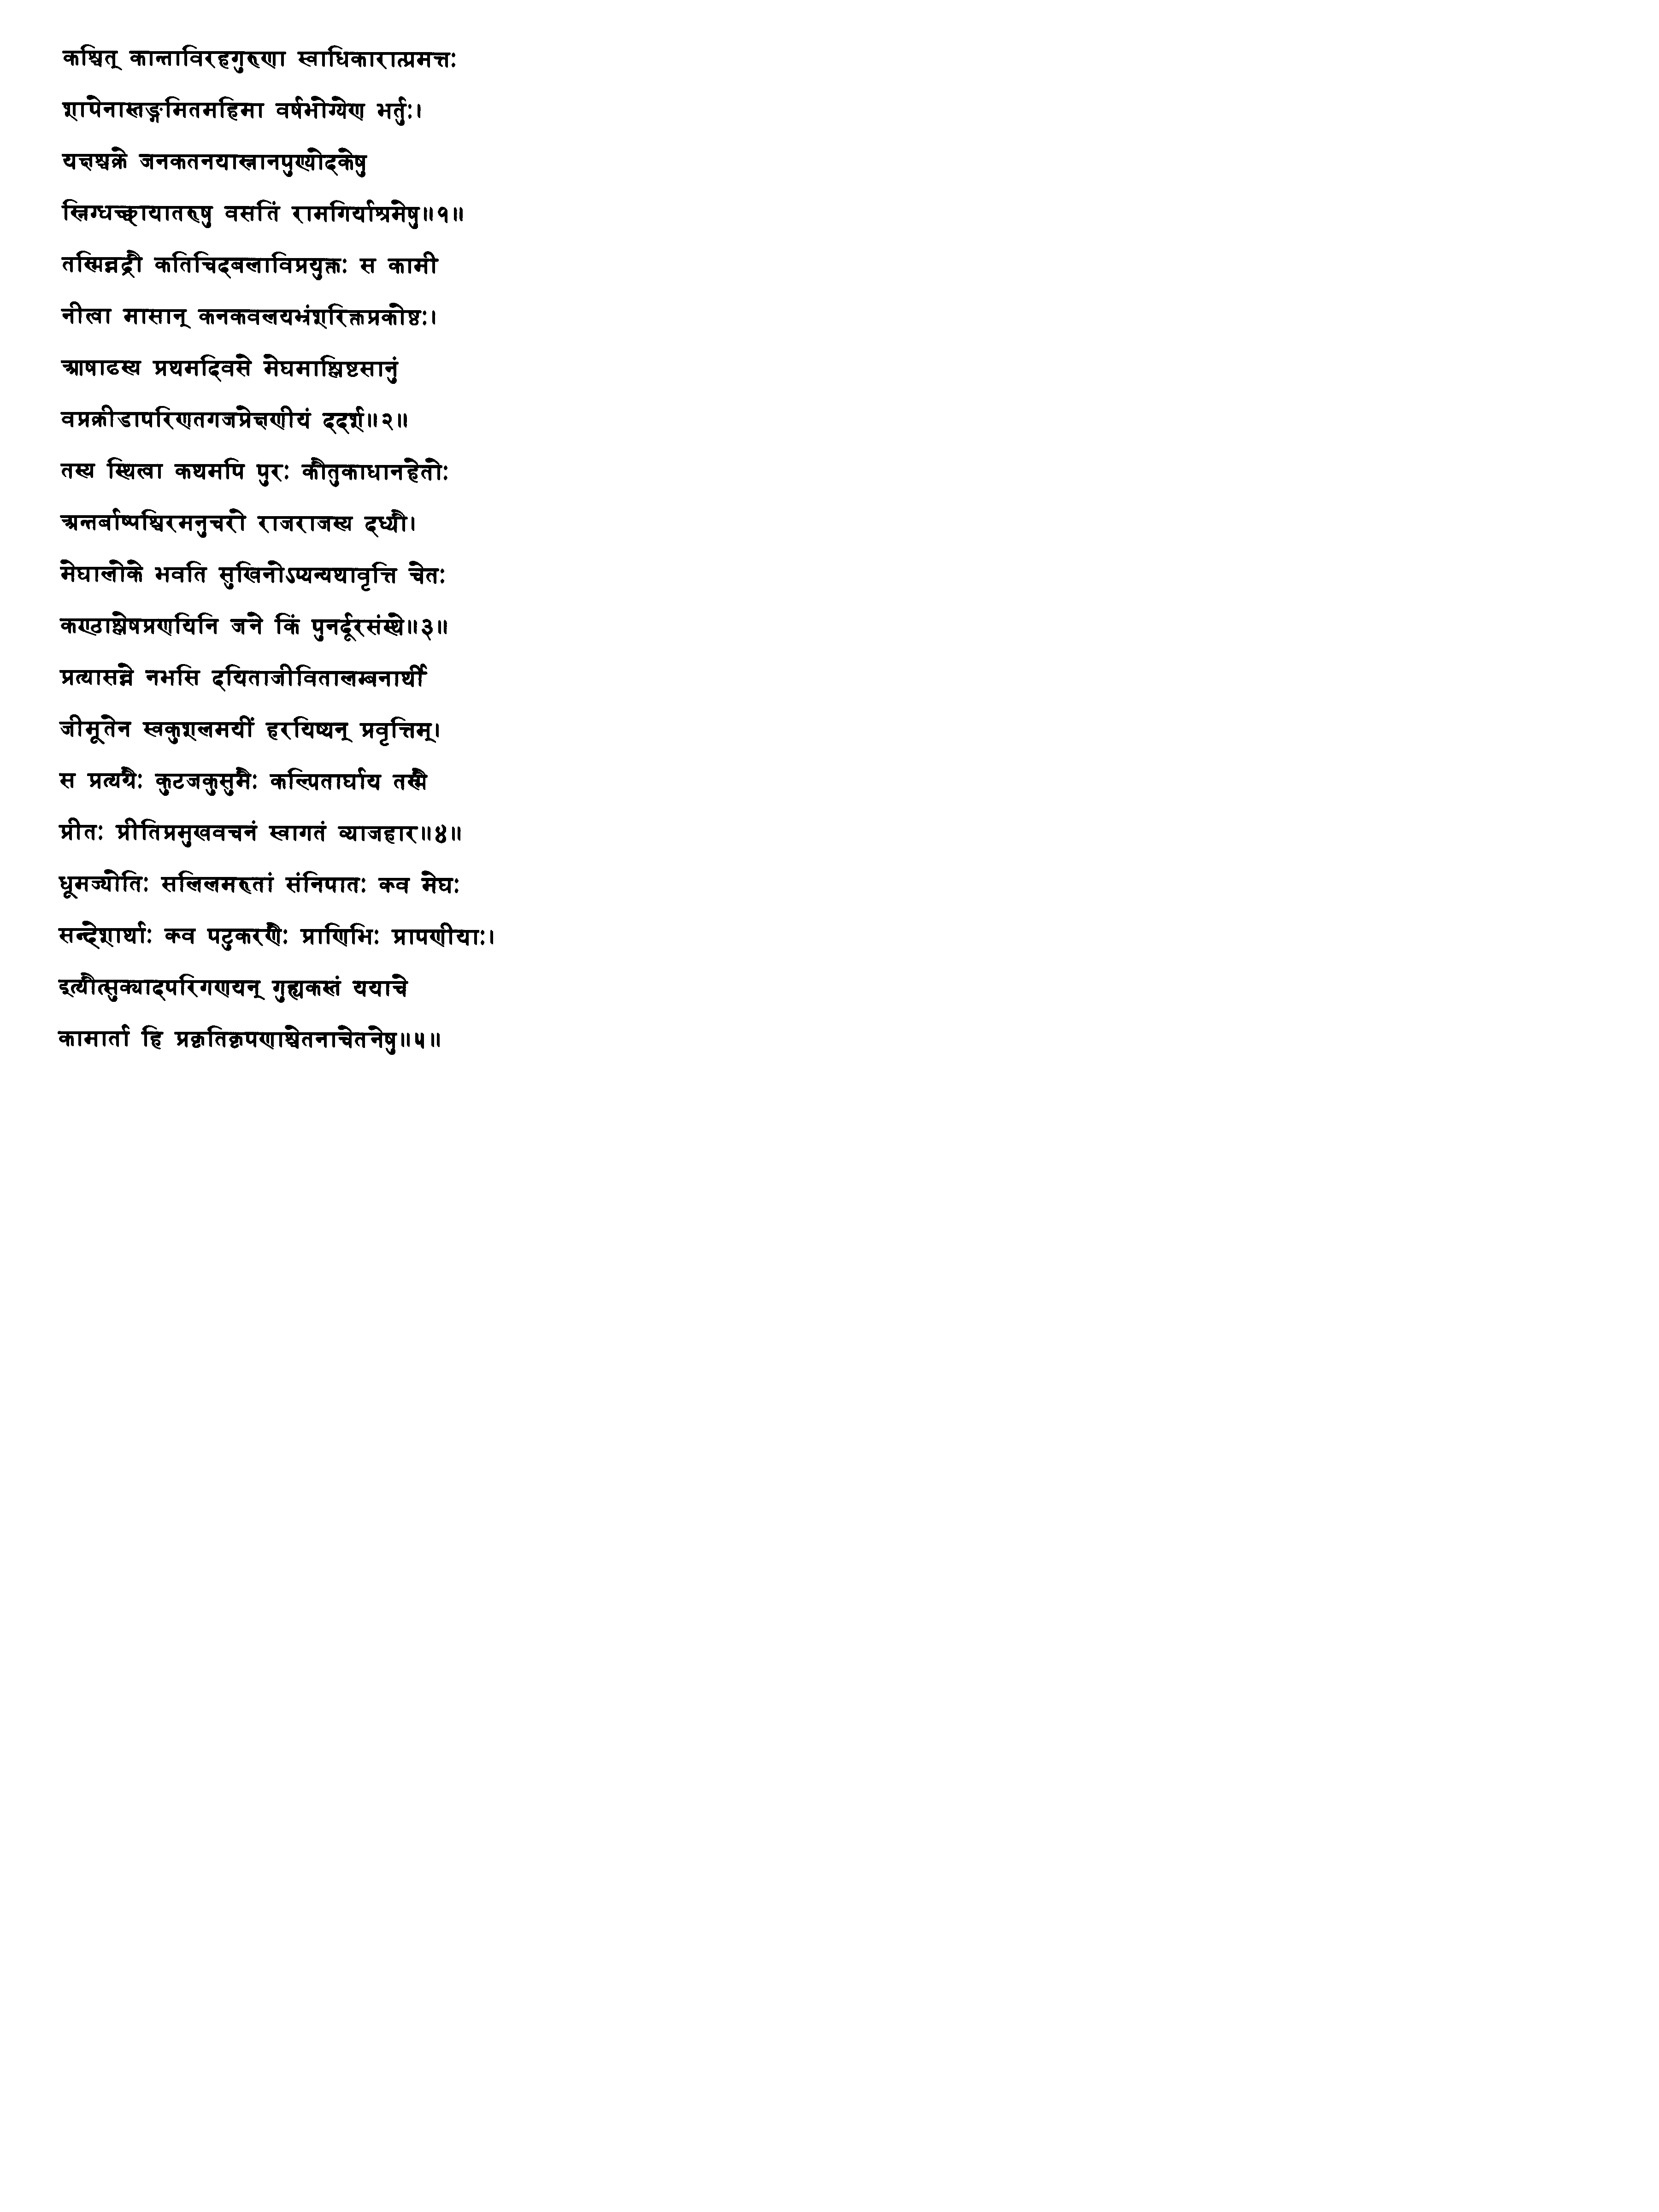 कश्चित् कान्ताविरहगुरुणा स्वाधिकारात्प्रमत्तः
शापेनास्तङ्गमितमहिमा वर्षभोग्येण भर्तुः।
यक्षश्चक्रे जनकतनयास्नानपुण्योदकेषु
स्निग्धच्छायातरुषु वसतिं रामगिर्याश्रमेषु॥१॥
तस्मिन्नद्रौ कतिचिदबलाविप्रयुक्तः स कामी
नीत्वा मासान् कनकवलयभ्रंशरिक्तप्रकोष्ठः।
आषाढस्य प्रथमदिवसे मेघमाश्लिष्टसानुं
वप्रक्रीडापरिणतगजप्रेक्षणीयं ददर्श॥२॥
तस्य स्थित्वा कथमपि पुरः कौतुकाधानहेतोः
अन्तर्बाष्पश्चिरमनुचरो राजराजस्य दध्यौ।
मेघालोके भवति सुखिनोऽप्यन्यथावृत्ति चेतः
कण्ठाश्लेषप्रणयिनि जने किं पुनर्दूरसंस्थे॥३॥
प्रत्यासन्ने नभसि दयिताजीवितालम्बनार्थी
जीमूतेन स्वकुशलमयीं हरयिष्यन् प्रवृत्तिम्।
स प्रत्यग्रैः कुटजकुसुमैः कल्पितार्घाय तस्मै
प्रीतः प्रीतिप्रमुखवचनं स्वागतं व्याजहार॥४॥
धूमज्योतिः सलिलमरुतां संनिपातः क्व मेघः
सन्देशार्थाः क्व पटुकरणैः प्राणिभिः प्रापणीयाः।
इत्यौत्सुक्यादपरिगणयन् गुह्यकस्तं ययाचे
कामार्ता हि प्रकृतिकृपणाश्चेतनाचेतनेषु॥५॥